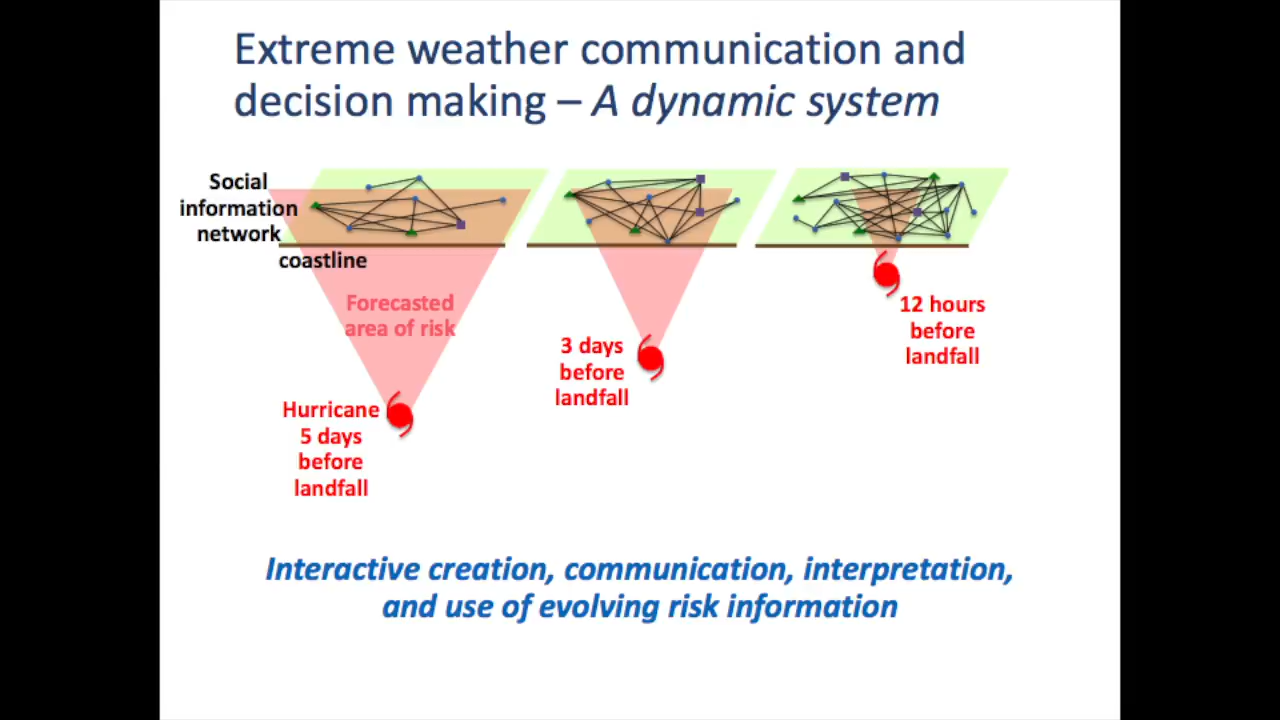 Extreme weather communication and
decision making – A dynamic system
Social
information
network
coastline
Forecasted
area of risk
Hurricane
5 days
before
landfall
3 days
before
landfall
12 hours
before
landfall
Interactive creation, communication, interpretation,
and use of evolving risk information